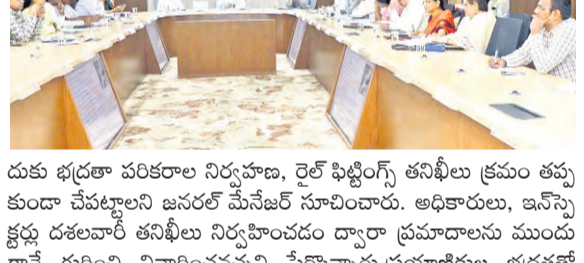 దుకు భద్రతా పరికరాల నిర్వహణ, రైల్ ఫిట్టింగ్స్ తనిఖీలు క్రమం తప్ప
కుండా చేపట్టాలని జనరల్ మేనేజర్ సూచించారు. అధికారులు, ఇన్‌స్పె
క్టర్లు దశలవారీ తనిఖీలు నిర్వహించడం ద్వారా ప్రమాదాలను ముందు